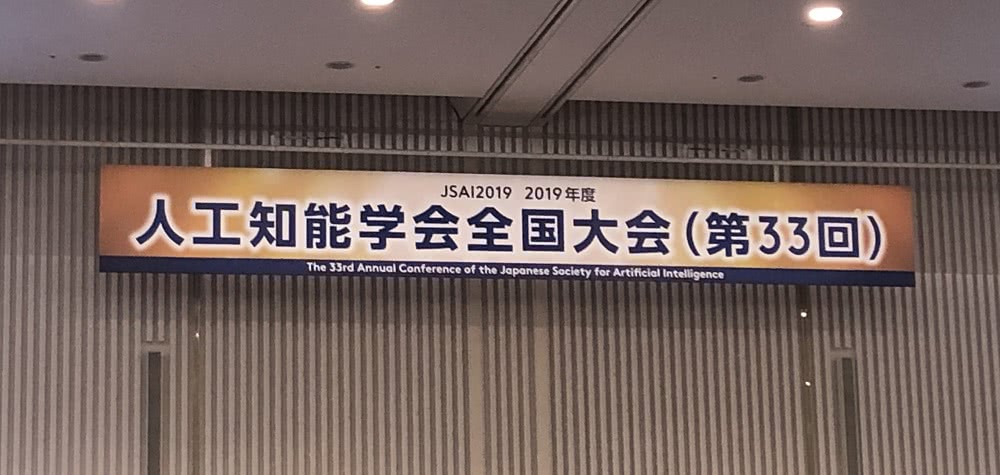 JSAI2019 2019年度
人工知能学会全国大会(第33回)
The 33rd Annual Conference of the Japanese Society for Artificial Intelligence